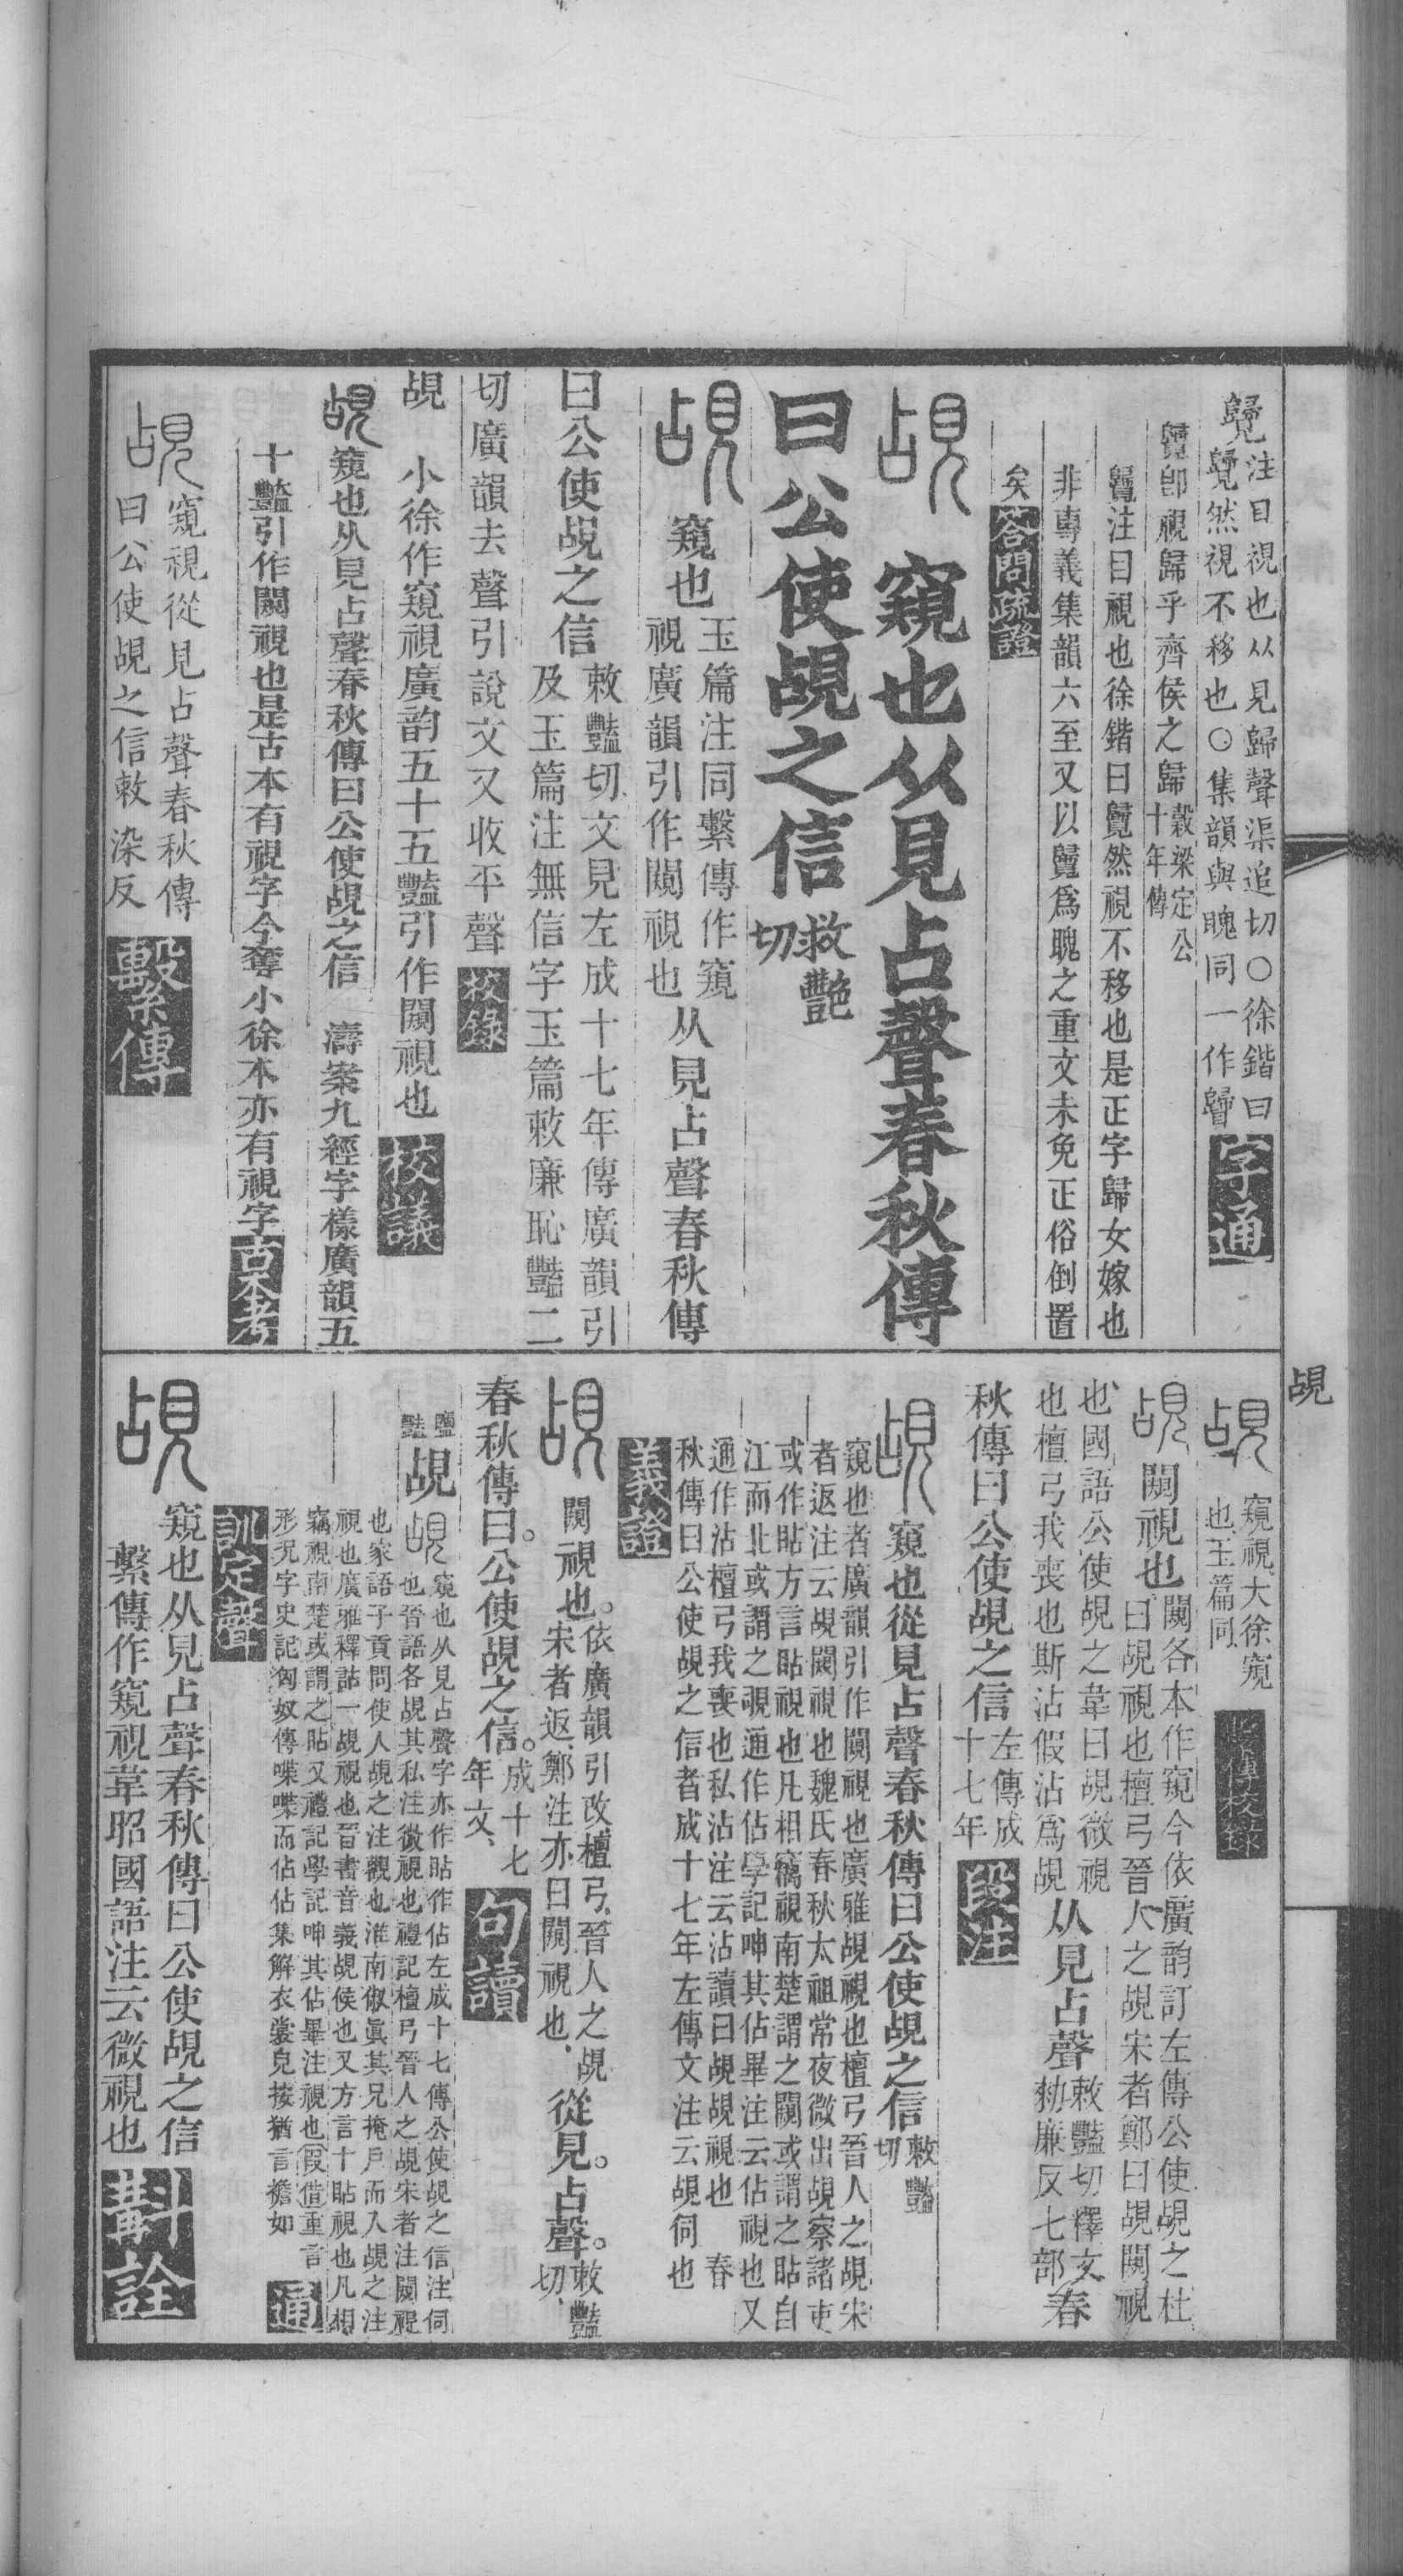 覽注目視也从見歸聲渠追切〇徐鍇曰
覽然視不移也〇集韻與聭同一作𧢦字通
即視歸乎齊侯之歸穀梁定公十年傳
注目視也徐鍇曰然視不移也是正字歸女嫁也
非專義集韻六至又以為聭之重文未免正俗倒置
矣答問疏證
覘窺也从見占聲春秋傳
曰公使覘之信救豔切
覘窺也玉篇注同繫傳作窺視廣韻引作闚視也从見占聲春秋傳
曰公使覘之信敕豔切文見左成十七年傳廣韻引及玉篇注無信字玉篇敕廉恥豔二
切廣韻去聲引說文又收平聲校錄
覘小徐作窺視廣韵五十五豔引作闚視也校議
覘窺也从見占聲春秋傳曰公使覘之信濤案九經字樣廣韻五
十豔引作闚視也是古本有視字今奪小徐本亦有視字古本考
覘窺視從見占聲春秋傳
曰公使覘之信敕染反繫傳
覘
覘窺視大徐窺也玉篇同繫傳校錄
覘闚視也闚各本作窺今依廣韵訂左傳公使覘之杜曰覘視也檀弓晉人之覘宋者鄭曰覘闚視
也國語公使覘之韋曰覘微視也檀弓我喪也斯沾假沾為覘从見占聲敕豔切釋文勑廉反七部春
秋傳曰公使覘之信左傳成十七年段注
覘窺也從見占聲春秋傳曰公使覘之信敕豔切
窺也者廣韻引作闚視也廣雅覘視也檀弓晉人之覘宋
者返注云覘闚視也魏氏春秋太祖常夜微出覘察諸吏
或作貼方言貼視也凡相竊視南楚謂之闚或謂之貼自
江而北或謂之覗通作佔學記呻其佔畢注云佔視也又
通作沾檀弓我喪也私沾注云沾讀曰覘覘視也春
秋傳曰公使覘之信者成十七年左傳文注云覘伺也
義證
覘闚視也。依廣韻引改檀弓、晉人之覘宋者返、鄭注亦曰闚視也、從見。占聲。敕豔切、
春秋傳曰。公使覘之信。成十七年文、句讀
鹽豔覘覘窺也从見占聲字亦作貼作佔左成十七傳公使覘之信注伺
也晉語各覘其私注微視也禮記檀弓晉人之覘宋者注闚視
也家語子貢問使人覘之注觀也淮南俶真其兄掩戶而入覘之注
視也廣雅釋詁一覘視也晉書音義覘候也又方言十貼視也凡相
竊視南楚或謂之貼又禮記學記呻其佔畢注視也假借重言
形況字史記匈奴傳喋喋而佔佔集解衣裳皃按猶言襜如通
訓定聲
覘窺也从見占聲春秋傳曰公使覘之信
繫傳作窺視韋昭國語注云微視也斠詮